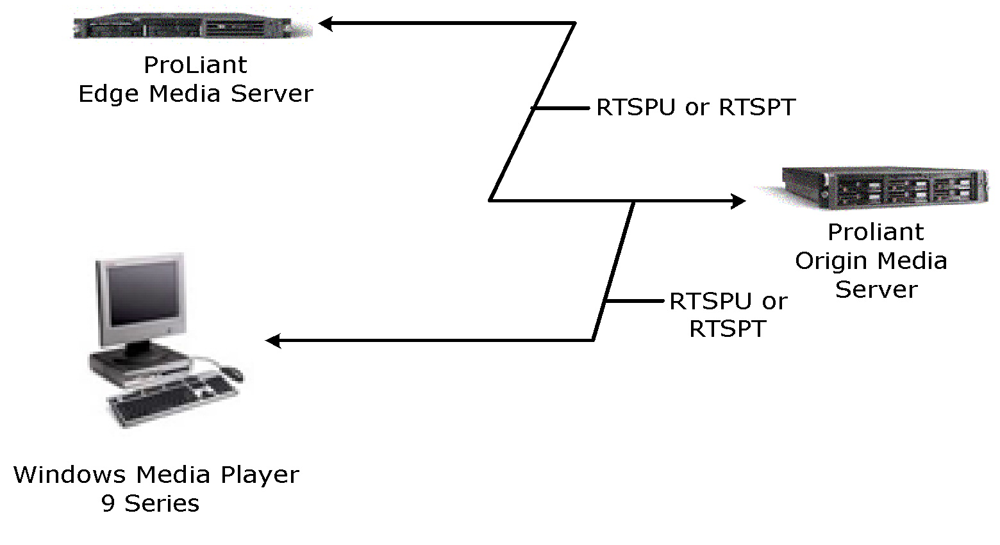 ProLiant
Edge Media Server
RTSPU or RTSPT
Proliant
Origin Media
Server
RTSPU or
RTSPT
Windows Media Player
9 Series